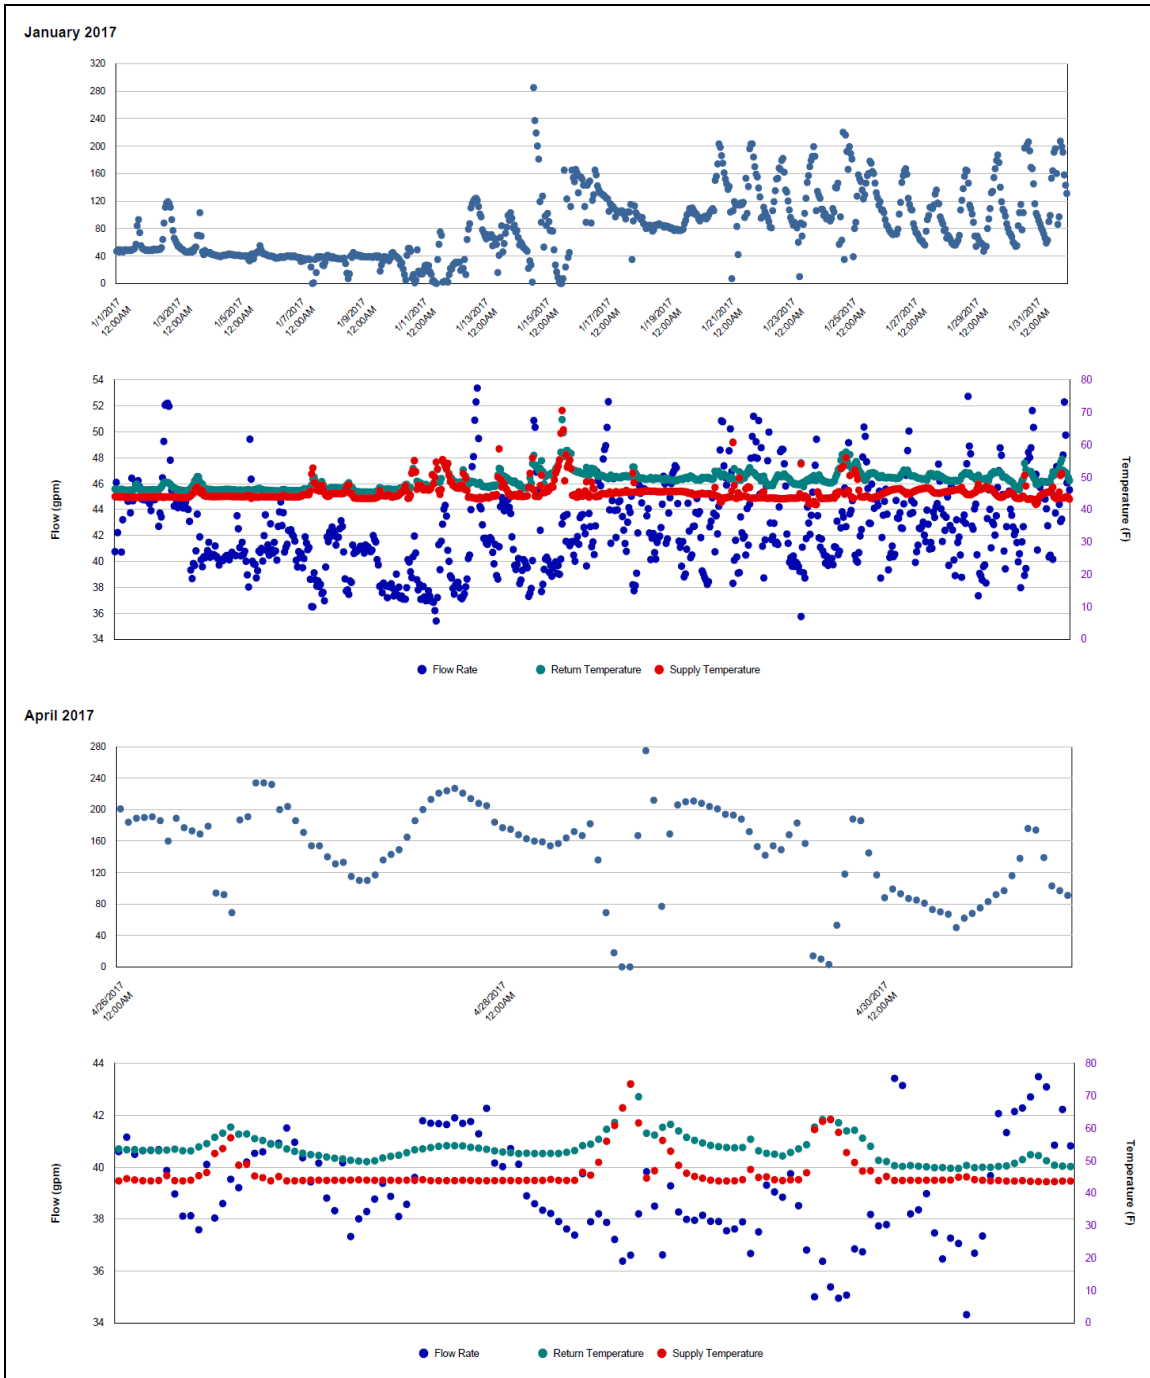 January 2017
320
280
240
200
160
120
80
40
0
1/1/2017 12:00AM
1/3/2017 12:00AM
1/5/2017 12:00AM
1/7/2017 12:00AM
1/9/2017 12:00AM
1/11/2017 12:00AM
1/13/2017 12:00AM
1/15/2017 12:00AM
1/17/2017 12:00AM
1/19/2017 12:00AM
1/21/2017 12:00AM
1/23/2017 12:00AM
1/25/2017 12:00AM
1/27/2017 12:00AM
1/29/2017 12:00AM
1/31/2017 12:00AM
Flow (gpm)
54
52
50
48
46
44
42
40
38
36
34
80
70
60
50
40
30
20
10
0
Temperature (F)
Flow Rate
Return Temperature
Supply Temperature
April 2017
280
240
200
160
120
80
40
0
4/26/2017 12:00AM
4/28/2017 12:00AM
4/30/2017 12:00AM
Flow (gpm)
44
42
40
38
36
34
80
70
60
50
40
30
20
10
0
Temperature (F)
Flow Rate
Return Temperature
Supply Temperature